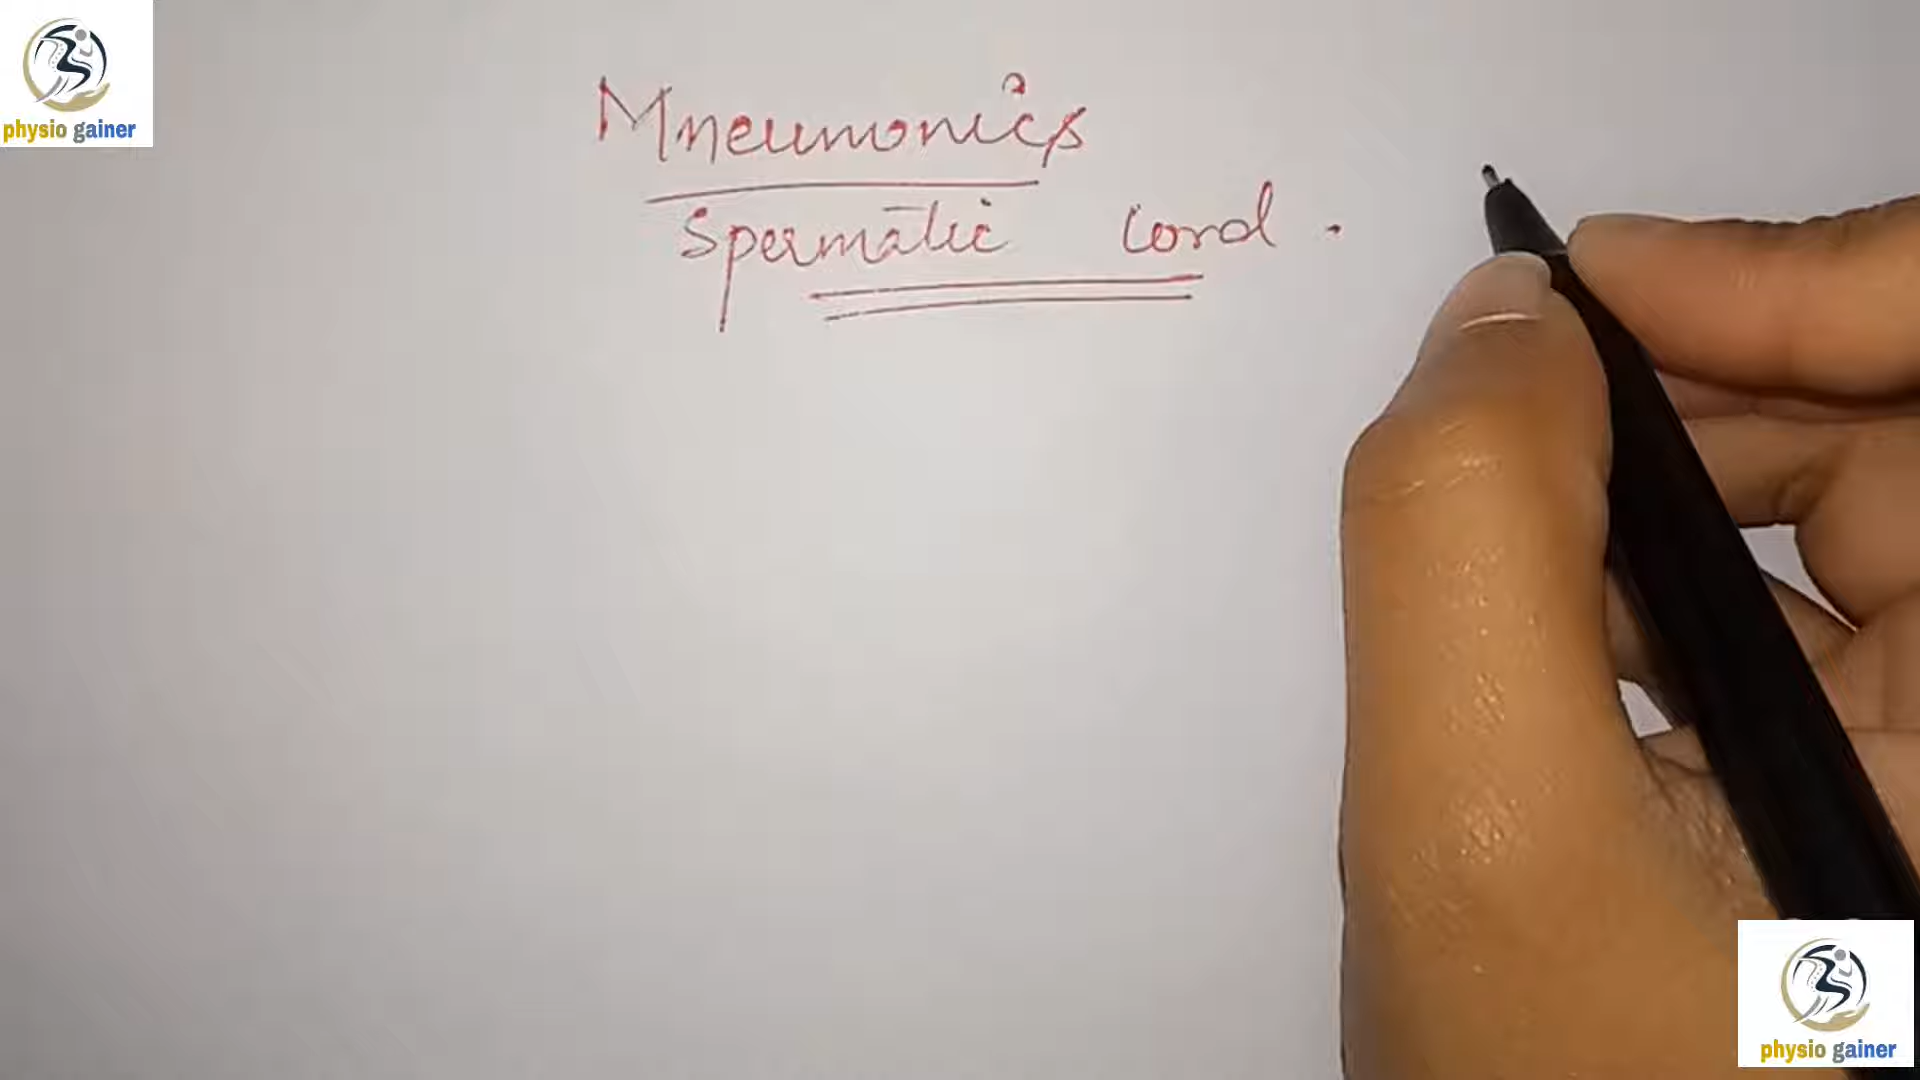 physio gainer
Mneumonics
Spermatic cord .
physio gainer